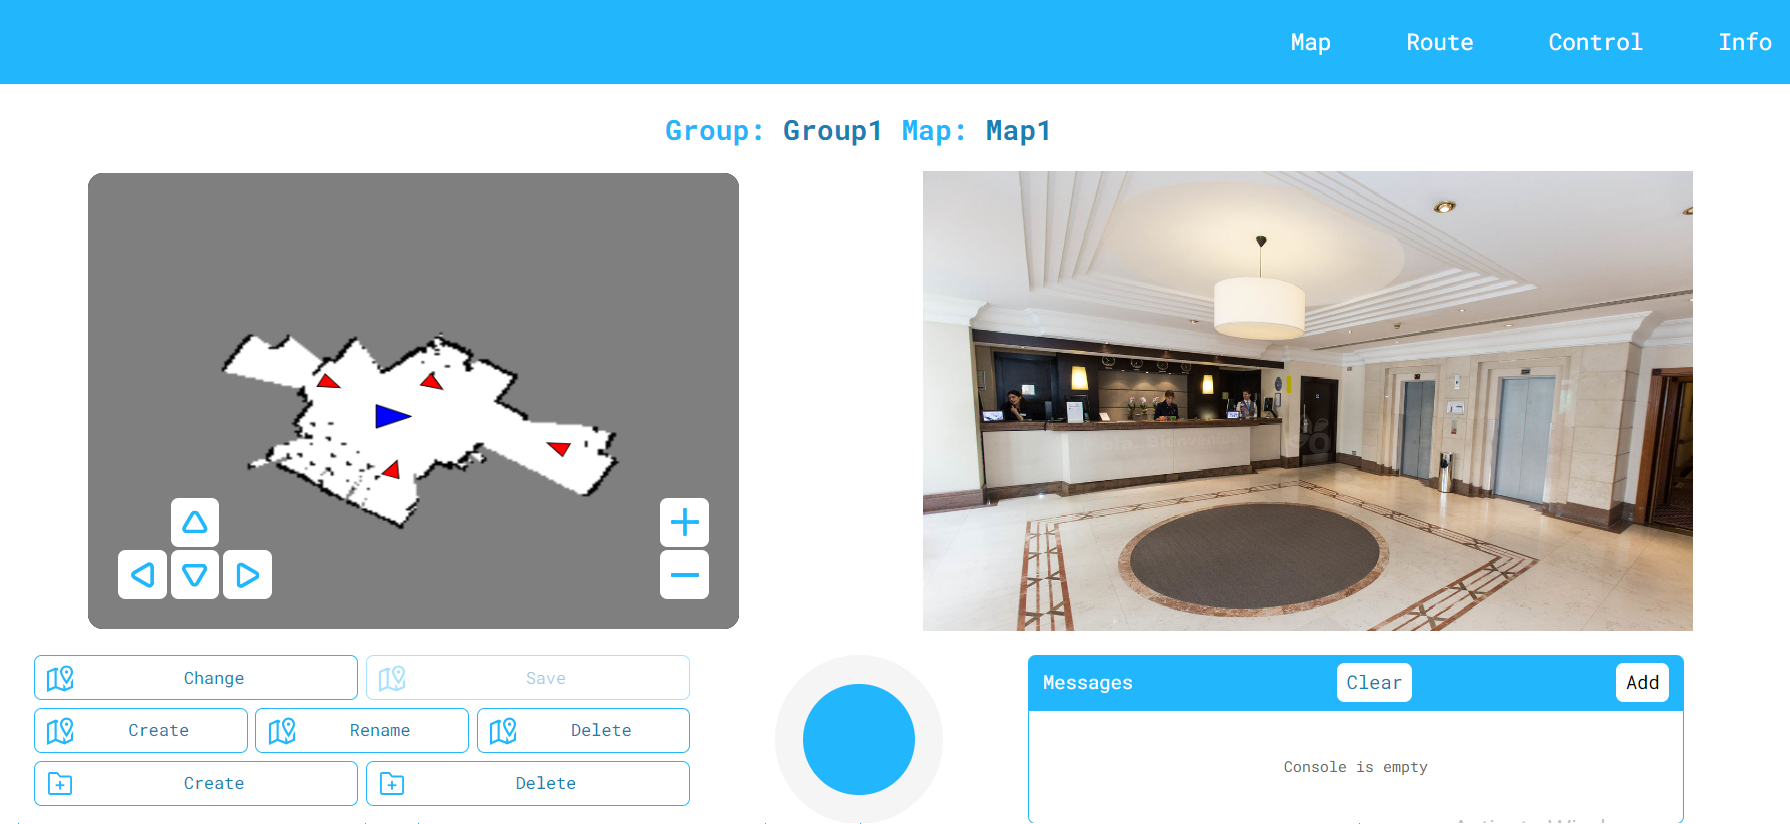 Map Route Control Info
Group: Group1 Map: Map1
Change Save
Create Rename Delete
Create Delete
Messages Clear Add
Console is empty